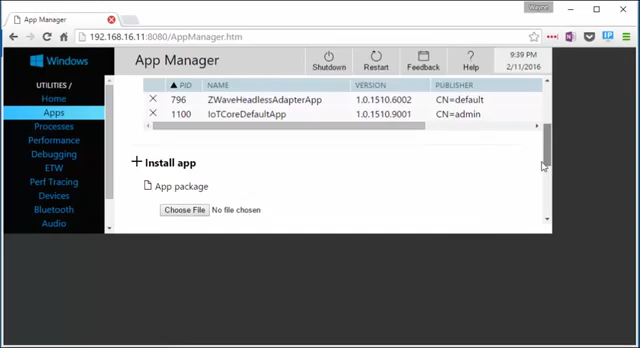 Wayne
App Manager
192.168.16.11:8080/AppManager.htm
Windows
App Manager
Shutdown
Restart
Feedback
Help
9:39 PM
2/11/2016
UTILITIES /
Home
Apps
Processes
Performance
Debugging
ETW
Perf Tracing
Devices
Bluetooth
Audio
PID NAME VERSION PUBLISHER
796 ZWaveHeadlessAdapterApp 1.0.1510.6002 CN=default
1100 IoTCoreDefaultApp 1.0.1510.9001 CN=admin
Install app
App package
Choose File No file chosen